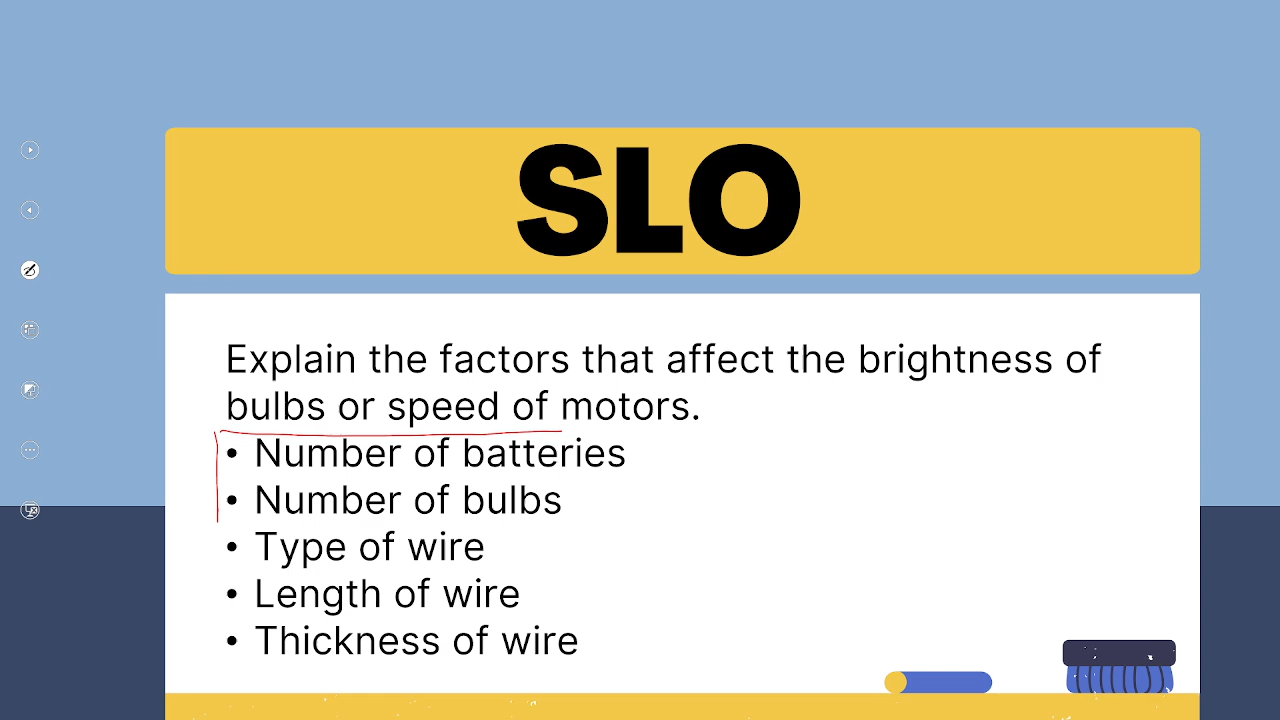 SLO
Explain the factors that affect the brightness of
bulbs or speed of motors.
• Number of batteries
• Number of bulbs
• Type of wire
• Length of wire
• Thickness of wire